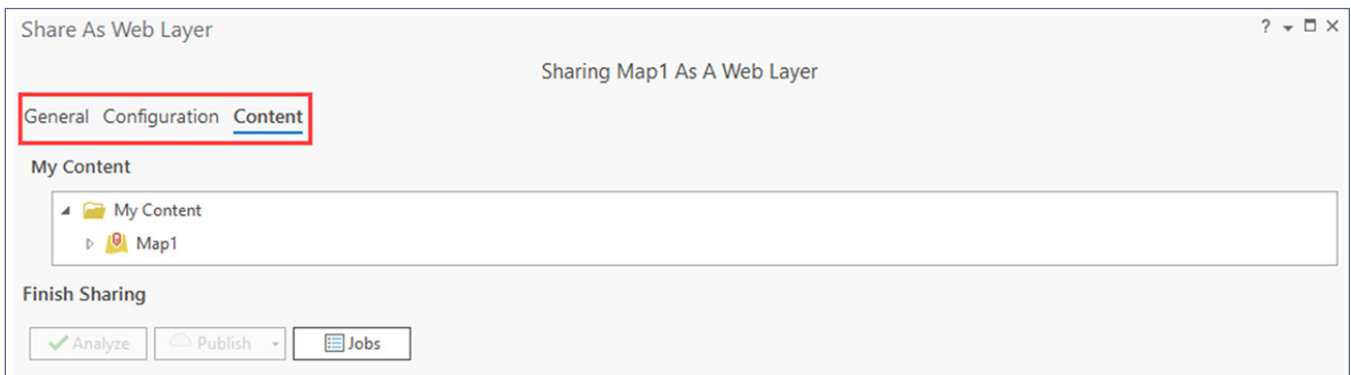 Share As Web Layer ?
Sharing Map1 As A Web Layer
General Configuration Content
My Content
My Content
Map1
Finish Sharing
Analyze Publish Jobs